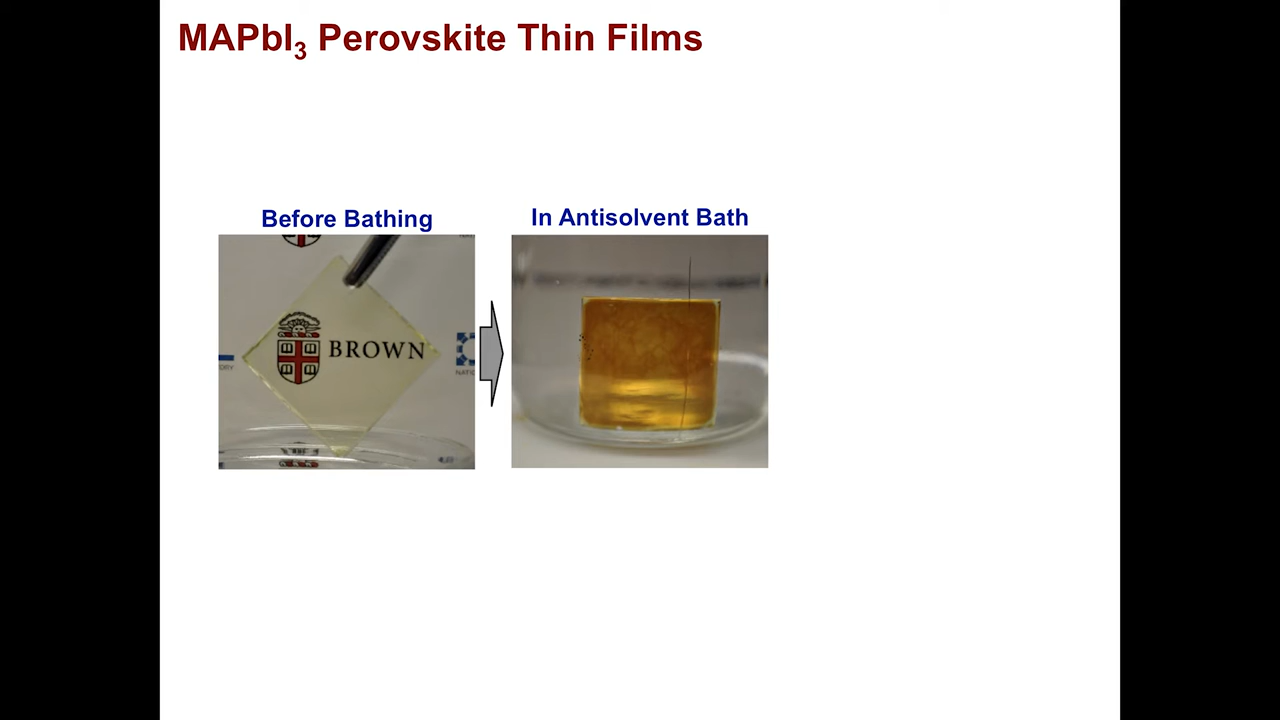 MAPbI₃ Perovskite Thin Films
Before Bathing
In Antisolvent Bath
BROWN